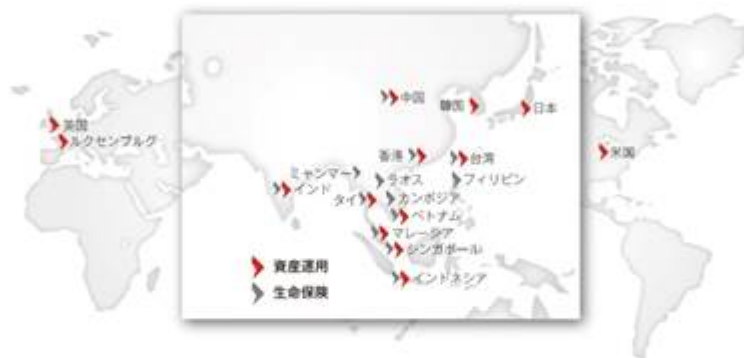 中国
韓国
日本
英国
ルクセンブルグ
香港
台湾
米国
ミャンマー
ラオス
フィリピン
インド
タイ
カンボジア
ベトナム
マレーシア
シンガポール
資産運用
インドネシア
生命保険